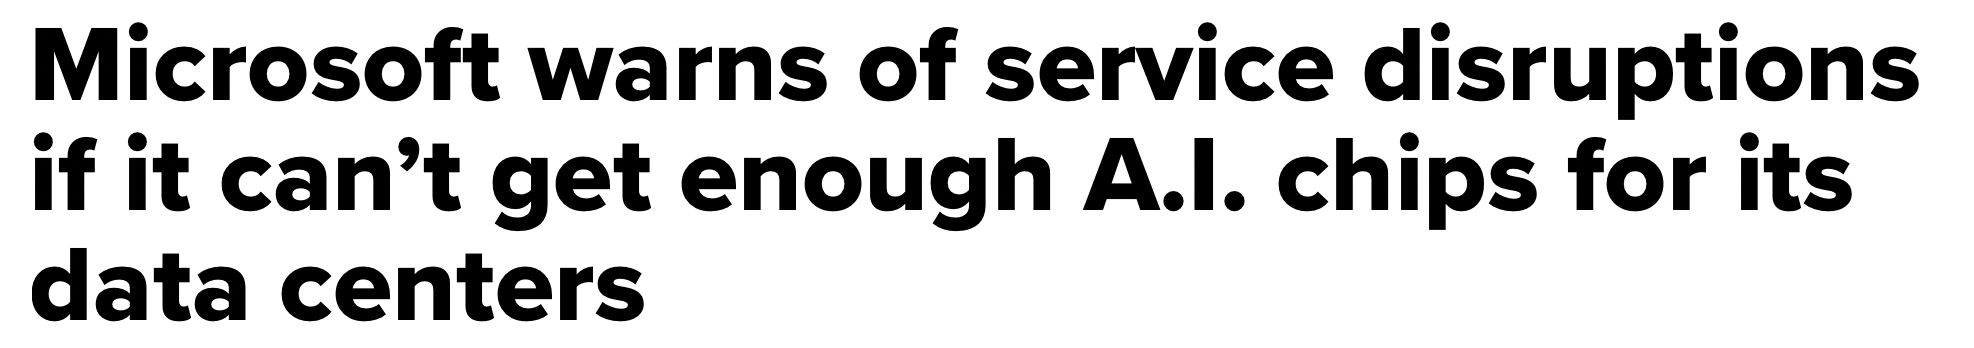 Microsoft warns of service disruptions
if it can’t get enough A.I. chips for its
data centers